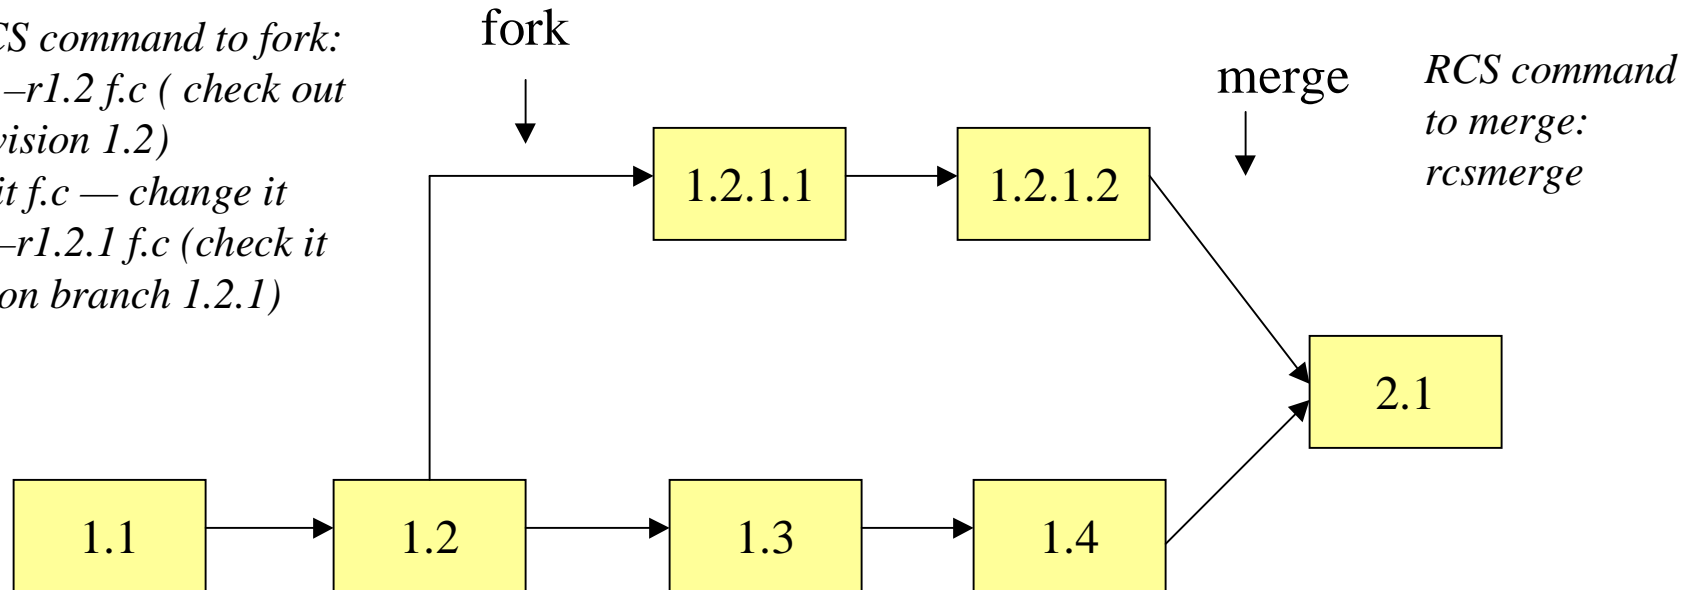 CS command to fork:
–r1.2 f.c ( check out
vision 1.2)
it f.c — change it
–r1.2.1 f.c (check it
on branch 1.2.1)
fork
merge
RCS command
to merge:
rcsmerge
1.2.1.1
1.2.1.2
2.1
1.1
1.2
1.3
1.4